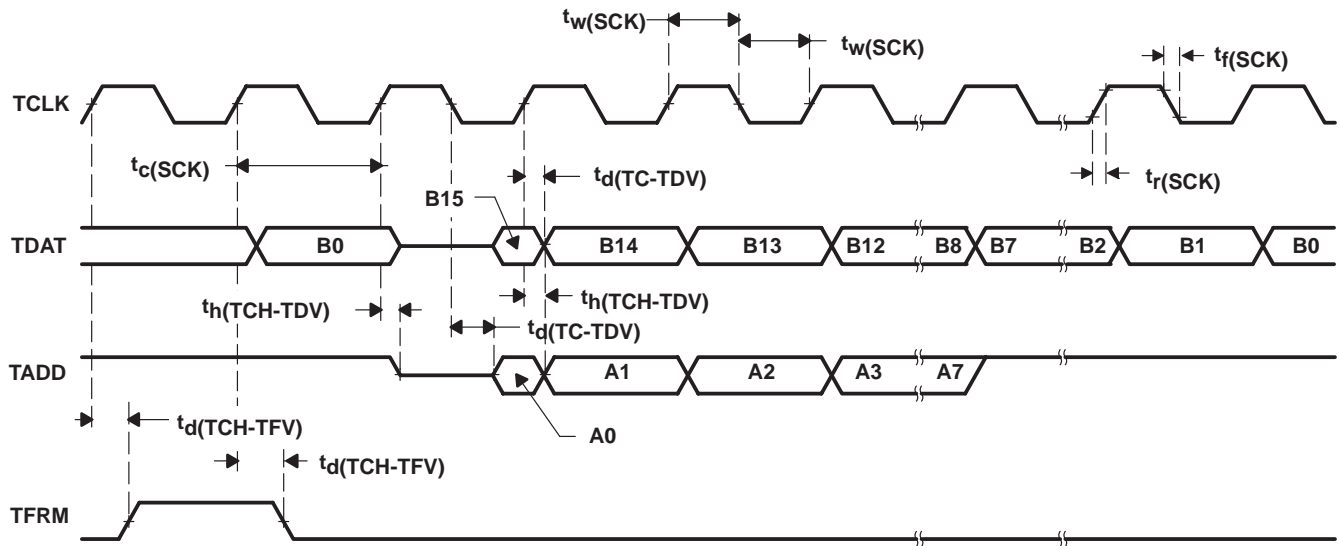 tw(SCK)
tw(SCK)
tf(SCK)
TCLK
tc(SCK)
td(TC-TDV)
tr(SCK)
B15
TDAT
B0
B14
B13
B12
B8
B7
B2
B1
B0
th(TCH-TDV)
th(TCH-TDV)
td(TC-TDV)
TADD
A1
A2
A3
A7
td(TCH-TFV)
A0
td(TCH-TFV)
TFRM